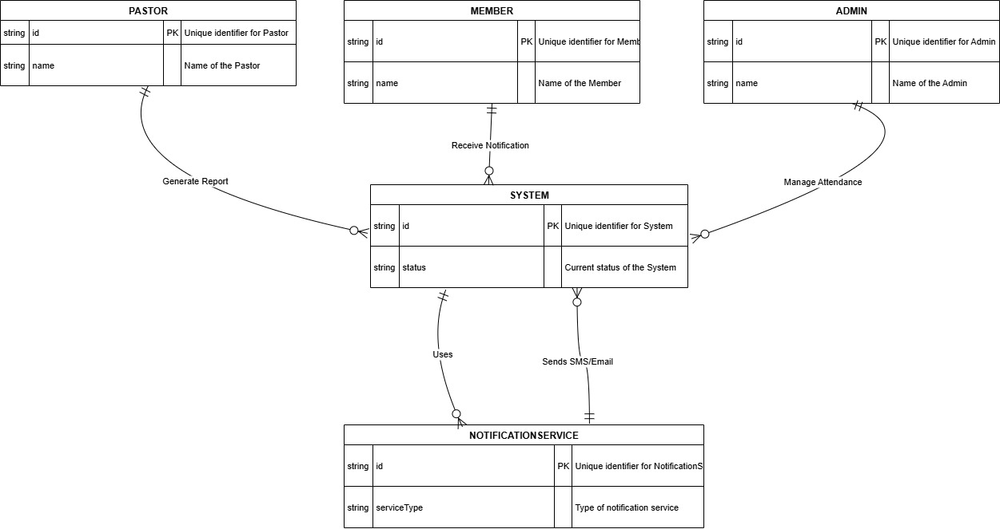 PASTOR
string id PK Unique identifier for Pastor
string name Name of the Pastor
MEMBER
string id PK Unique identifier for Memb
string name Name of the Member
ADMIN
string id PK Unique identifier for Admin
string name Name of the Admin
Receive Notification
Generate Report
Manage Attendance
SYSTEM
string id PK Unique identifier for System
string status Current status of the System
Uses
Sends SMS/Email
NOTIFICATIONSERVICE
string id PK Unique identifier for NotificationS
string serviceType Type of notification service